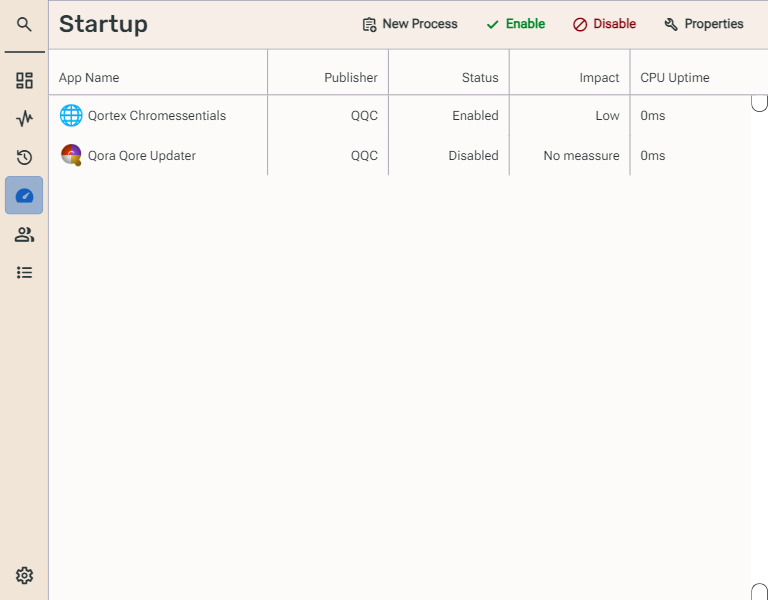 Startup
New Process
Enable
Disable
Properties
App Name Publisher Status Impact CPU Uptime
Qortex Chromessentials QQC Enabled Low 0ms
Qora Qore Updater QQC Disabled No meassure 0ms